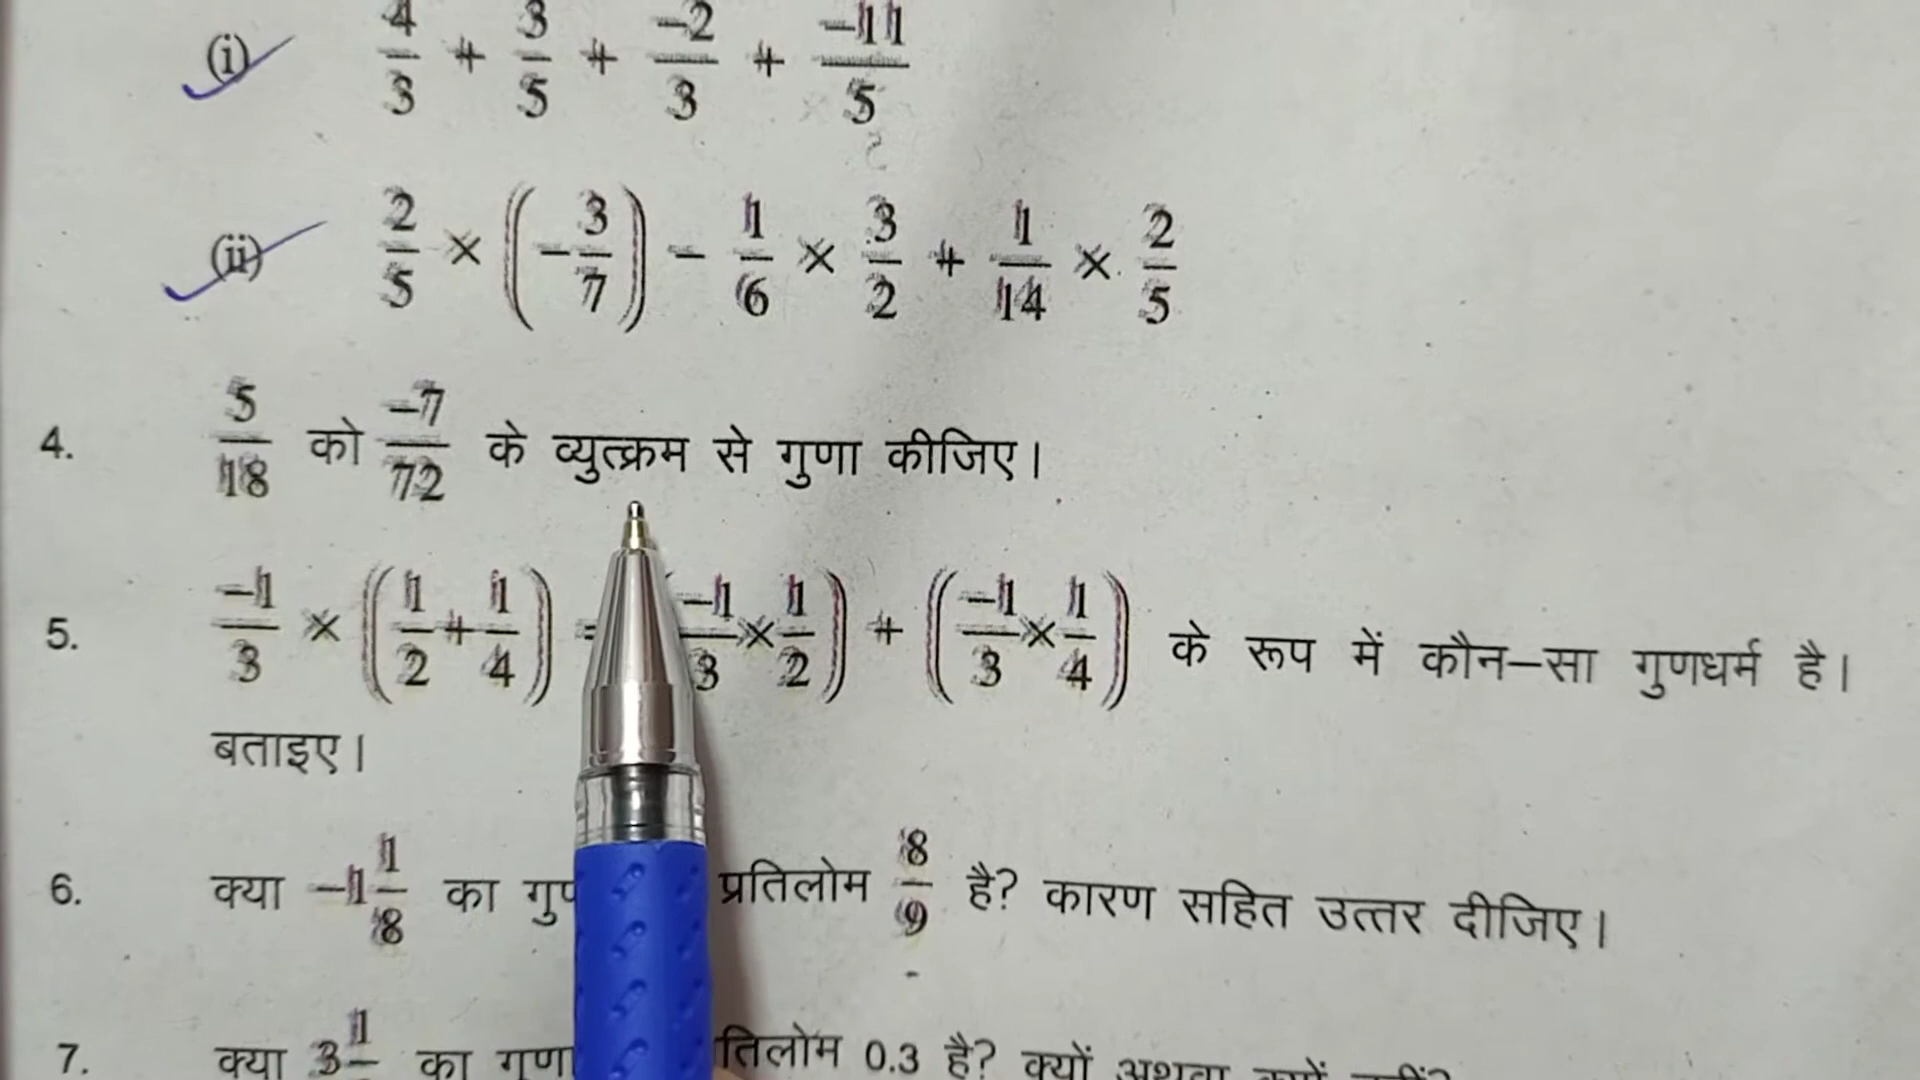 (i) 4/3 + 3/5 + -2/3 + -11/5
(ii) 2/5 × (-3/7) - 1/6 × 3/2 + 1/14 × 2/5
4. 5/18 को -7/72 के व्युत्क्रम से गुणा कीजिए।
5. -1/3 × (1/2 + 1/4) = (-1/3 × 1/2) + (-1/3 × 1/4) के रूप में कौन–सा गुणधर्म है।
बताइए।
6. क्या -1 1/8 का प्रतिलोम 8/9 है? कारण सहित उत्तर दीजिए।
7. क्या 3 1/ का 0.3 है? क्यों अथवा